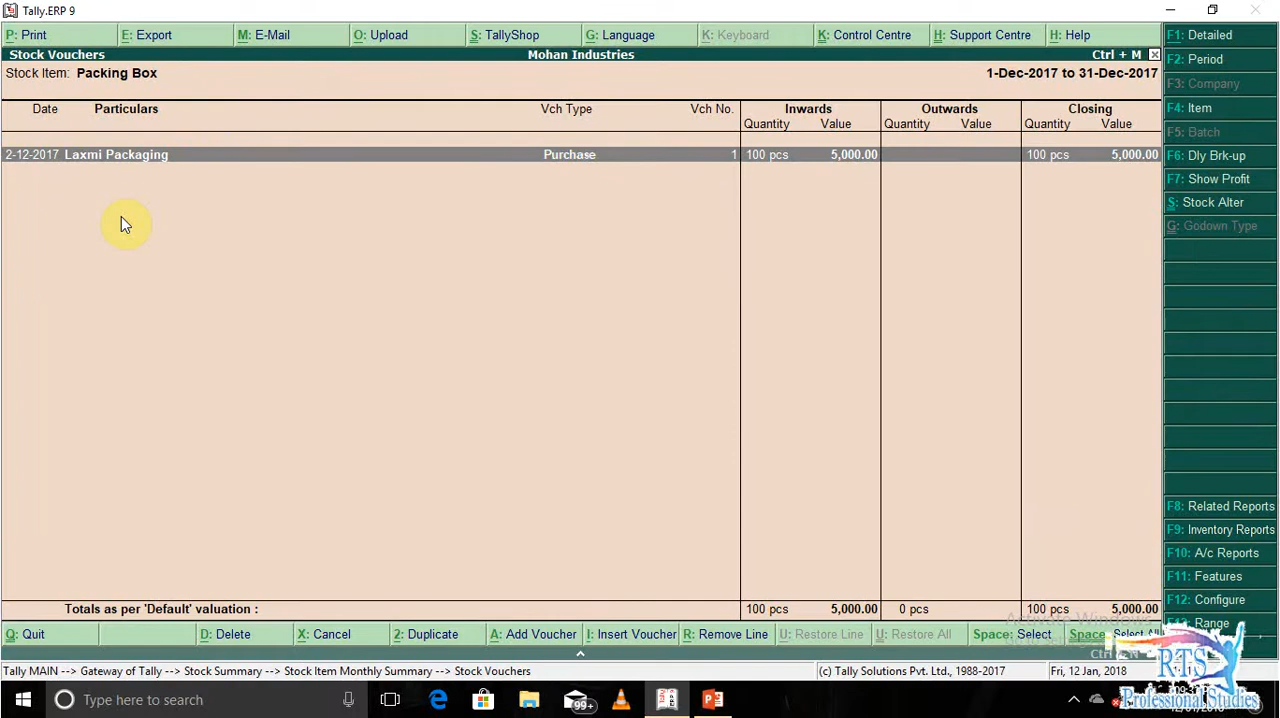 Tally.ERP 9
P: Print E: Export M: E-Mail O: Upload S: TallyShop G: Language K: Keyboard K: Control Centre H: Support Centre H: Help
Stock Vouchers Mohan Industries Ctrl + M
Stock Item: Packing Box 1-Dec-2017 to 31-Dec-2017
Date Particulars Vch Type Vch No. Inwards Outwards Closing
Quantity Value Quantity Value Quantity Value
2-12-2017 Laxmi Packaging Purchase 1 100 pcs 5,000.00 100 pcs 5,000.00
Totals as per 'Default' valuation : 100 pcs 5,000.00 0 pcs 100 pcs 5,000.00
F1: Detailed
F2: Period
F3: Company
F4: Item
F5: Batch
F6: Dly Brk-up
F7: Show Profit
S: Stock Alter
G: Godown Type
F8: Related Reports
F9: Inventory Reports
F10: A/c Reports
F11: Features
F12: Configure
F12: Range
Activate Windows
Q: Quit D: Delete X: Cancel 2: Duplicate A: Add Voucher I: Insert Voucher R: Remove Line U: Restore Line U: Restore All Space: Select Space: Select All
Tally MAIN --> Gateway of Tally --> Stock Summary --> Stock Item Monthly Summary --> Stock Vouchers (c) Tally Solutions Pvt. Ltd., 1988-2017 Fri, 12 Jan, 2018
RTS
Professional Studies
Type here to search
99+